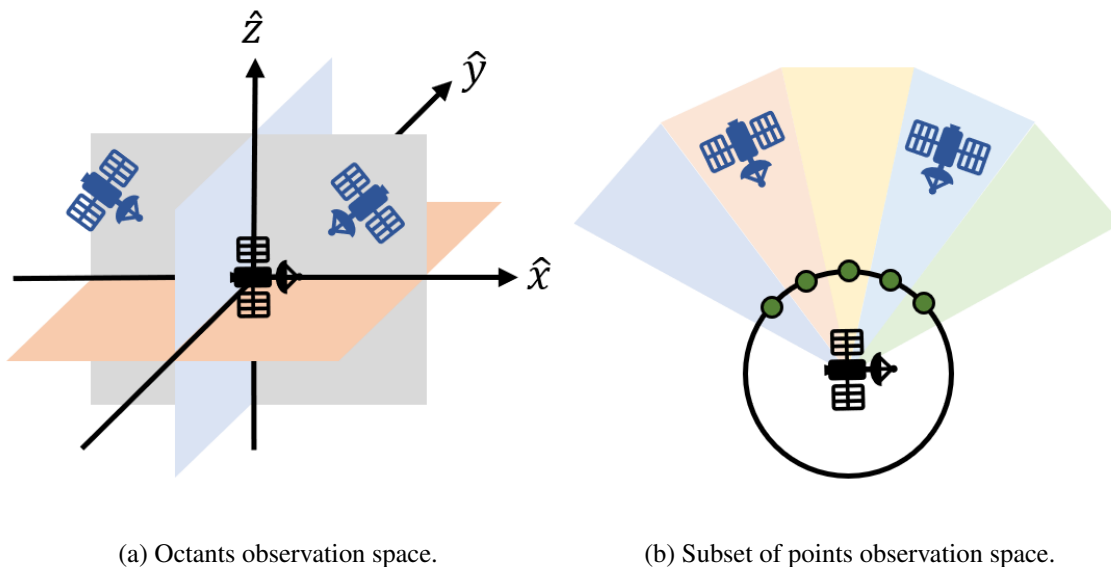 ẑ
ŷ
x̂
(a) Octants observation space.
(b) Subset of points observation space.